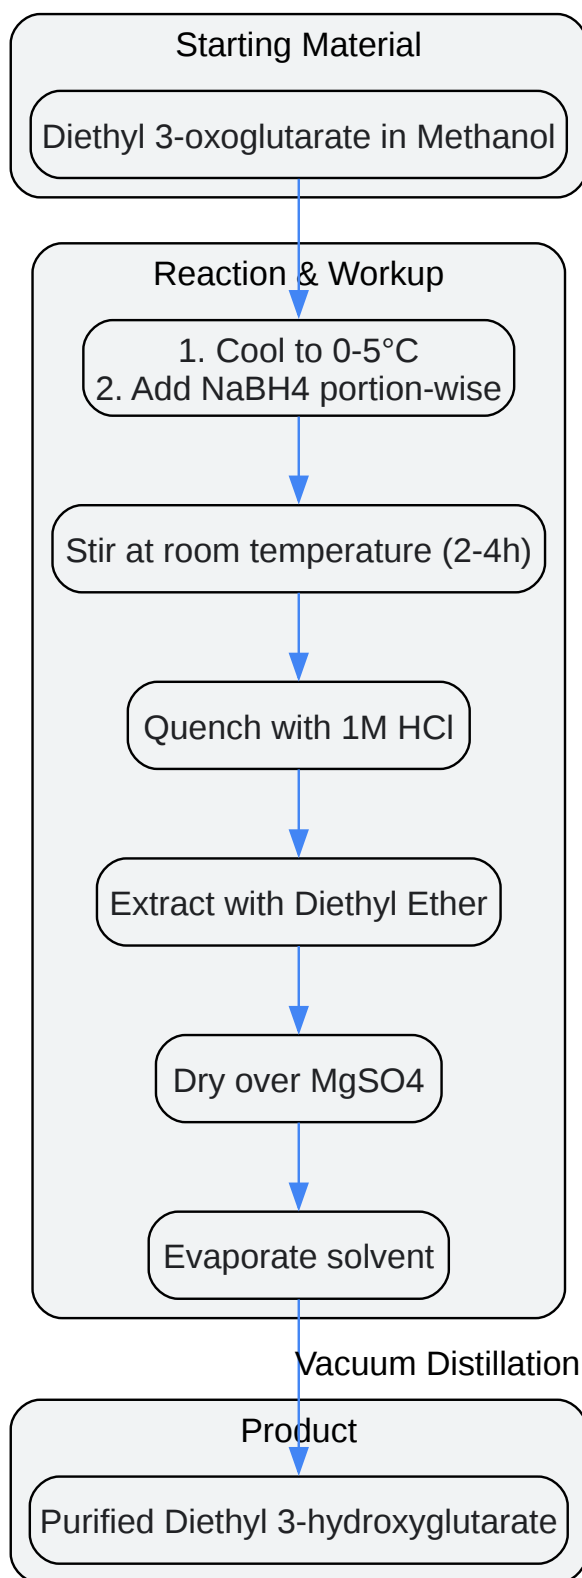 Starting Material
Diethyl 3-oxoglutarate in Methanol
Reaction & Workup
1. Cool to 0-5°C
2. Add NaBH4 portion-wise
Stir at room temperature (2-4h)
Quench with 1M HCl
Extract with Diethyl Ether
Dry over MgSO4
Evaporate solvent
Vacuum Distillation
Product
Purified Diethyl 3-hydroxyglutarate